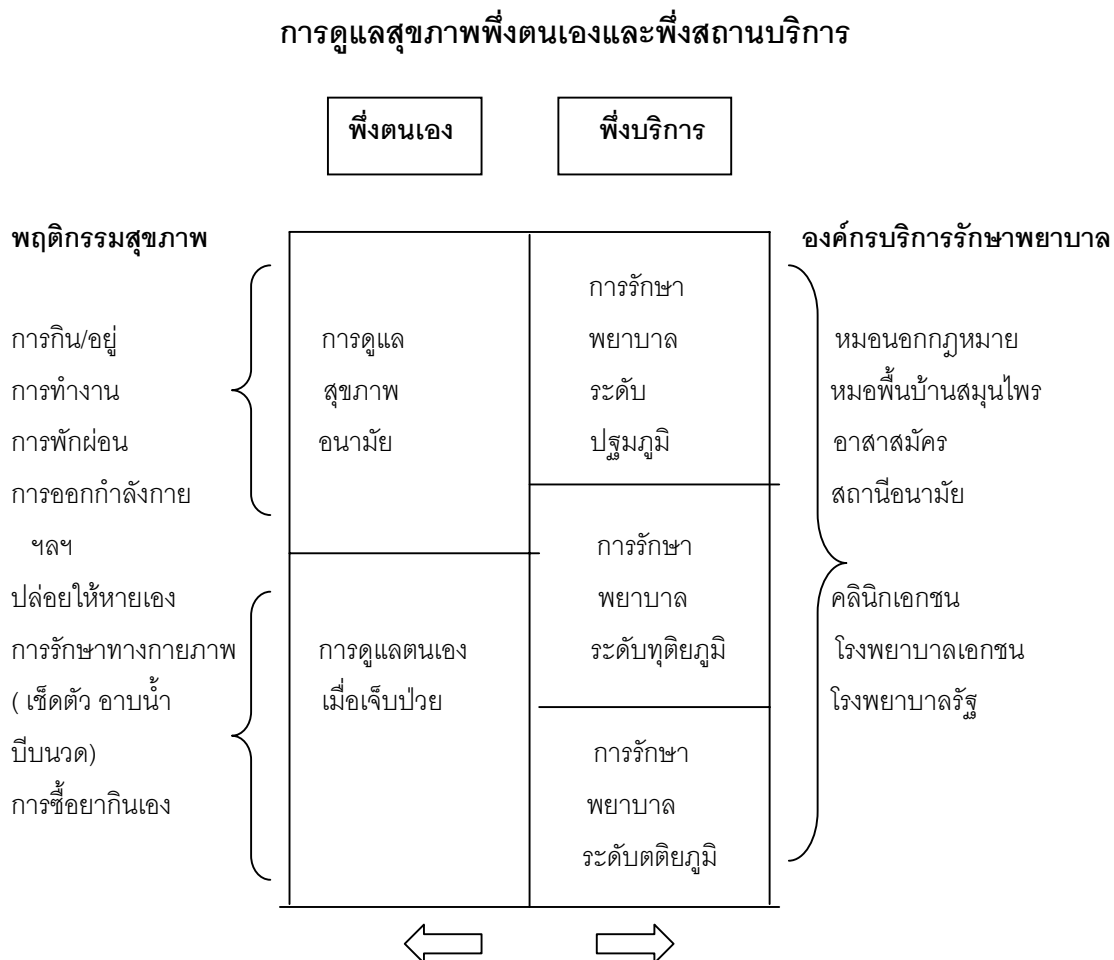 การดูแลสุขภาพพึ่งตนเองและพึ่งสถานบริการ
พึ่งตนเอง
พึ่งบริการ
พฤติกรรมสุขภาพ
การกิน/อยู่
การทำงาน
การพักผ่อน
การออกกำลังกาย
ฯลฯ
ปล่อยให้หายเอง
การรักษาทางกายภาพ
( เช็ดตัว อาบน้ำ
บีบนวด)
การซื้อยากินเอง
การดูแล
สุขภาพ
อนามัย
การดูแลตนเอง
เมื่อเจ็บป่วย
การรักษา
พยาบาล
ระดับ
ปฐมภูมิ
การรักษา
พยาบาล
ระดับทุติยภูมิ
การรักษา
พยาบาล
ระดับตติยภูมิ
องค์กรบริการรักษาพยาบาล
หมอนอกกฎหมาย
หมอพื้นบ้านสมุนไพร
อาสาสมัคร
สถานีอนามัย
คลินิกเอกชน
โรงพยาบาลเอกชน
โรงพยาบาลรัฐ